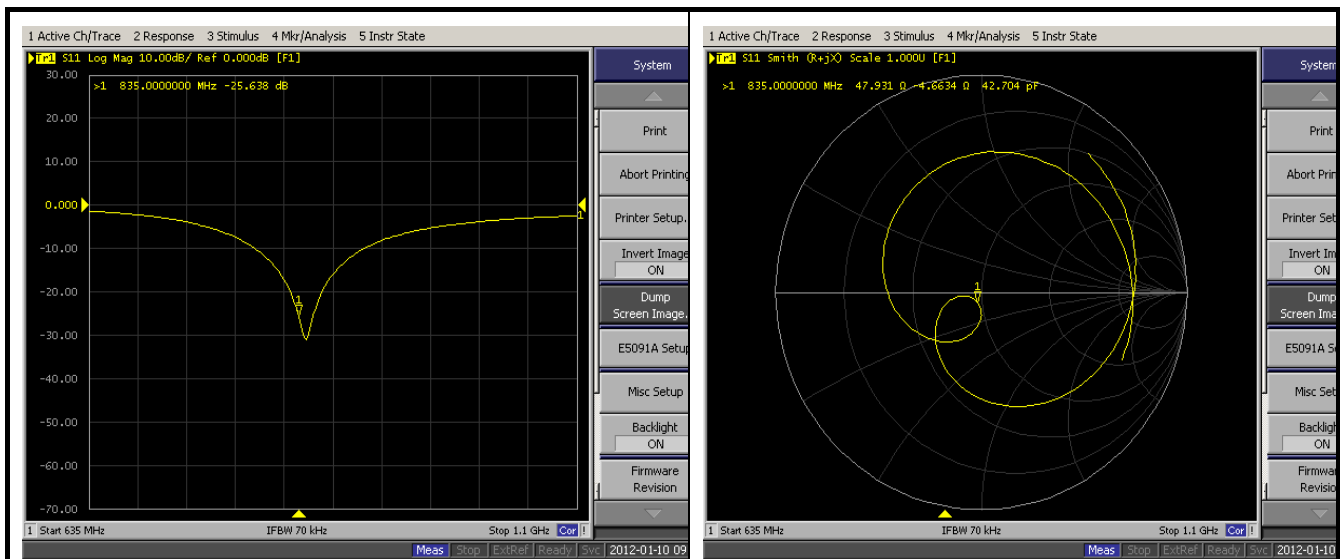 1 Active Ch/Trace 2 Response 3 Stimulus 4 Mkr/Analysis 5 Instr State
Tr1 S11 Log Mag 10.00dB/ Ref 0.000dB [F1]
>1 835.0000000 MHz -25.638 dB
30.00
20.00
10.00
0.000
-10.00
-20.00
-30.00
-40.00
-50.00
-60.00
-70.00
1
1
System
Print
Abort Printing
Printer Setup.
Invert Image
ON
Dump
Screen Image.
E5091A Setup
Misc Setup
Backlight
ON
Firmware
Revision
1 Start 635 MHz IFBW 70 kHz Stop 1.1 GHz Cor !
Meas Stop ExtRef Ready Svc 2012-01-10 09
1 Active Ch/Trace 2 Response 3 Stimulus 4 Mkr/Analysis 5 Instr State
Tr1 S11 Smith (R+jX) Scale 1.000U [F1]
>1 835.0000000 MHz 47.931 Ω -4.6634 Ω 42.704 pF
1
System
Print
Abort Prin
Printer Set
Invert Im
ON
Dump
Screen Ima
E5091A S
Misc Set
Backligh
ON
Firmwa
Revisio
1 Start 635 MHz IFBW 70 kHz Stop 1.1 GHz Cor !
Meas Stop ExtRef Ready Svc 2012-01-10